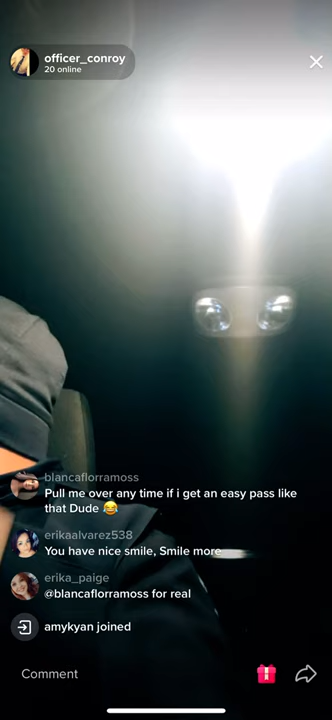 officer_conroy
20 online
blancaflorramoss
Pull me over any time if i get an easy pass like
that Dude 😂
erikaalvarez538
You have nice smile, Smile more
erika_paige
@blancaflorramoss for real
amykyan joined
Comment